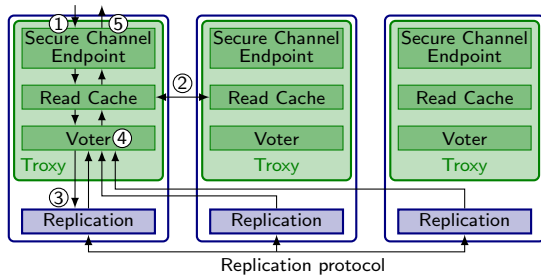 ① ⑤
Secure Channel
Endpoint
Secure Channel
Endpoint
Secure Channel
Endpoint
②
Read Cache
Read Cache
Read Cache
Voter ④
Voter
Voter
Troxy
Troxy
Troxy
③
Replication
Replication
Replication
Replication protocol